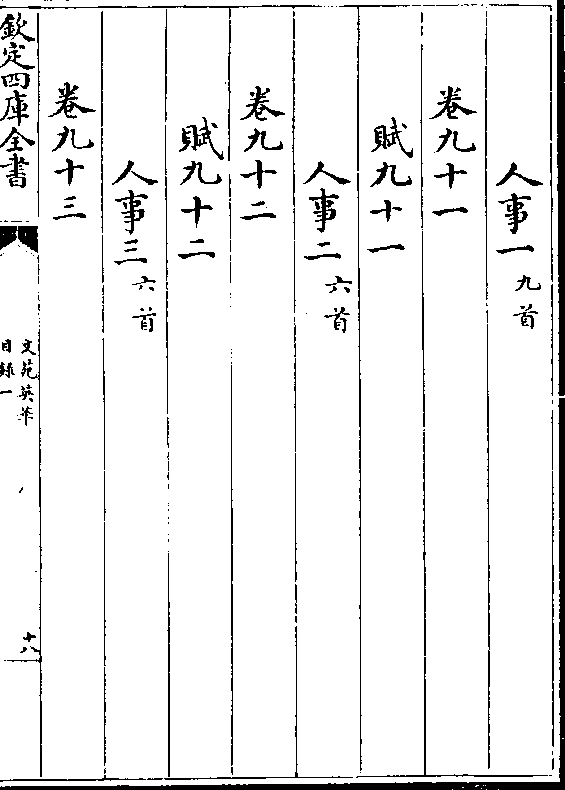 人事一九首
卷九十一
賦九十一
人事二六首
卷九十二
賦九十二
人事三六首
卷九十三
欽定四庫全書
文苑英華
目録一
十八